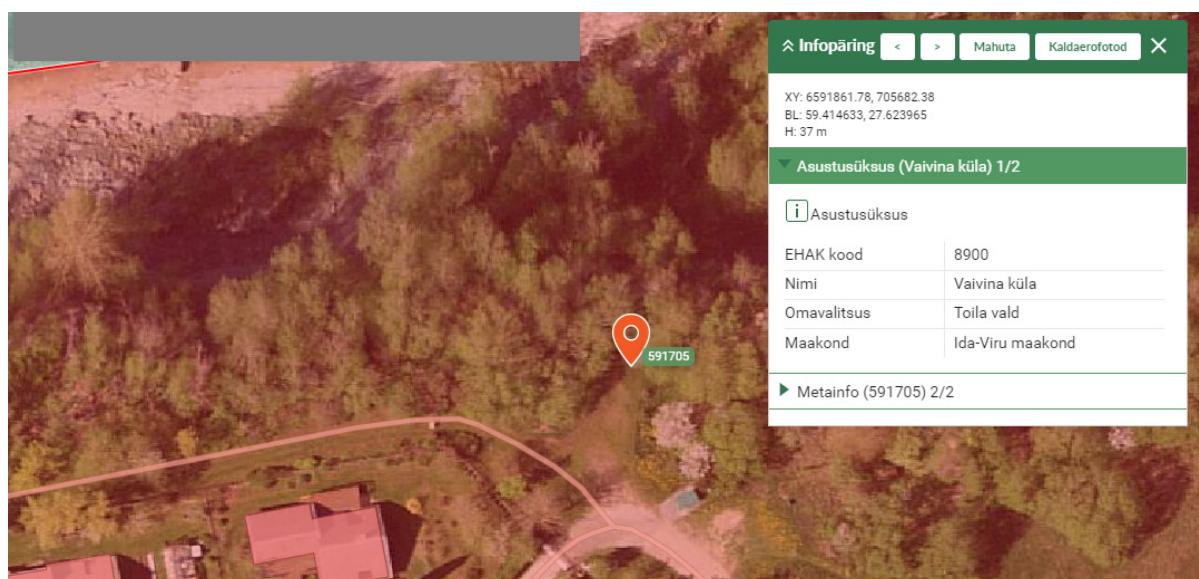 Infopäring < > Mahuta Kaldaerofotod
XY: 6591861.78, 705682.38
BL: 59.414633, 27.623965
H: 37 m
Asustusüksus (Vaivina küla) 1/2
i Asustusüksus
EHAK kood 8900
Nimi Vaivina küla
Omavalitsus Toila vald
Maakond Ida-Viru maakond
Metainfo (591705) 2/2
591705